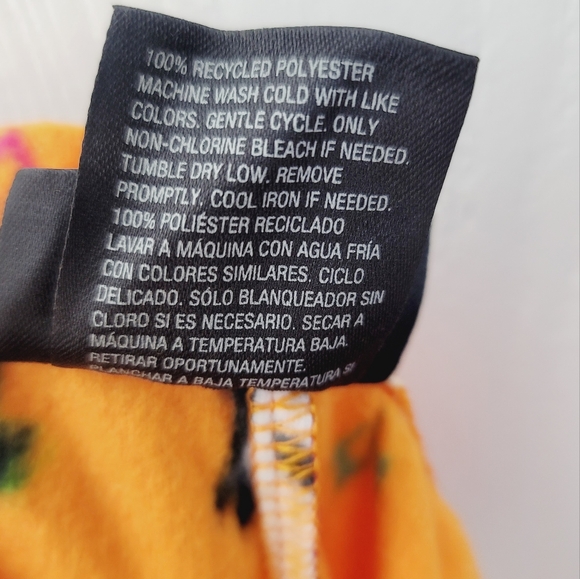 100% RECYCLED POLYESTER
MACHINE WASH COLD WITH LIKE
COLORS. GENTLE CYCLE. ONLY
NON-CHLORINE BLEACH IF NEEDED.
TUMBLE DRY LOW. REMOVE
PROMPTLY. COOL IRON IF NEEDED.
100% POLIÉSTER RECICLADO
LAVAR A MÁQUINA CON AGUA FRÍA
CON COLORES SIMILARES. CICLO
DELICADO. SÓLO BLANQUEADOR SIN
CLORO SI ES NECESARIO. SECAR A
MÁQUINA A TEMPERATURA BAJA.
RETIRAR OPORTUNAMENTE.
PLANCHAR A BAJA TEMPERATURA SI